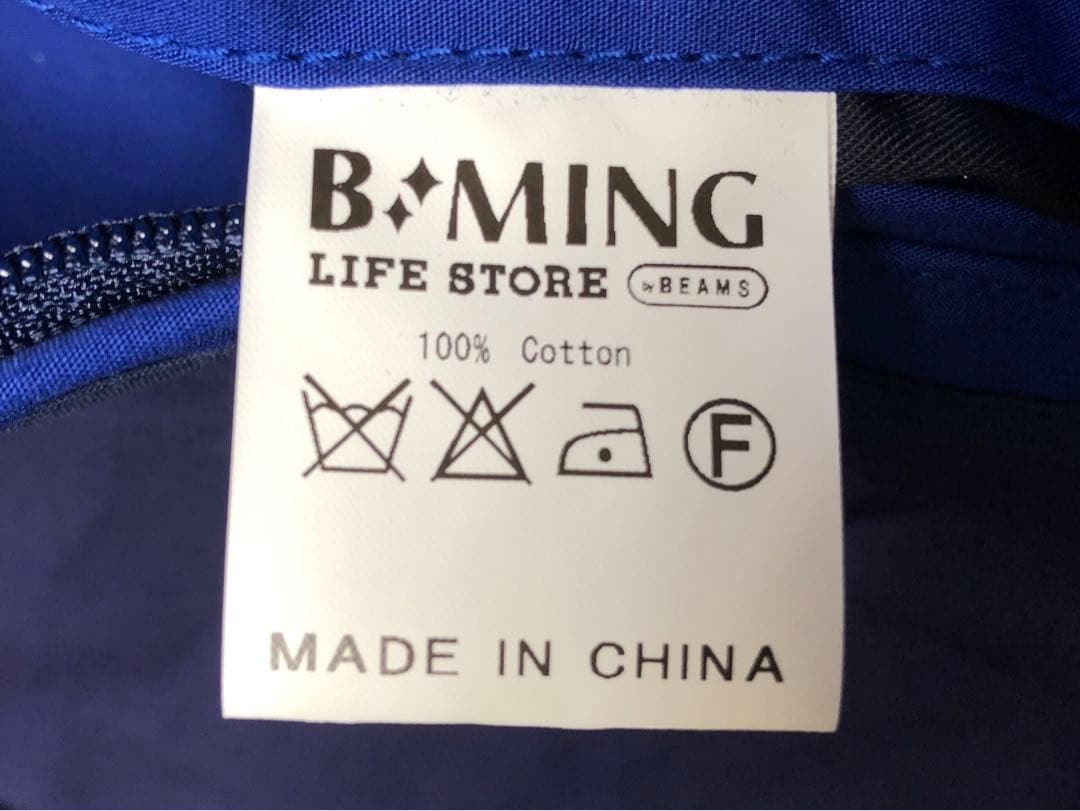 B MING
LIFE STORE by BEAMS
100% Cotton
F
MADE IN CHINA